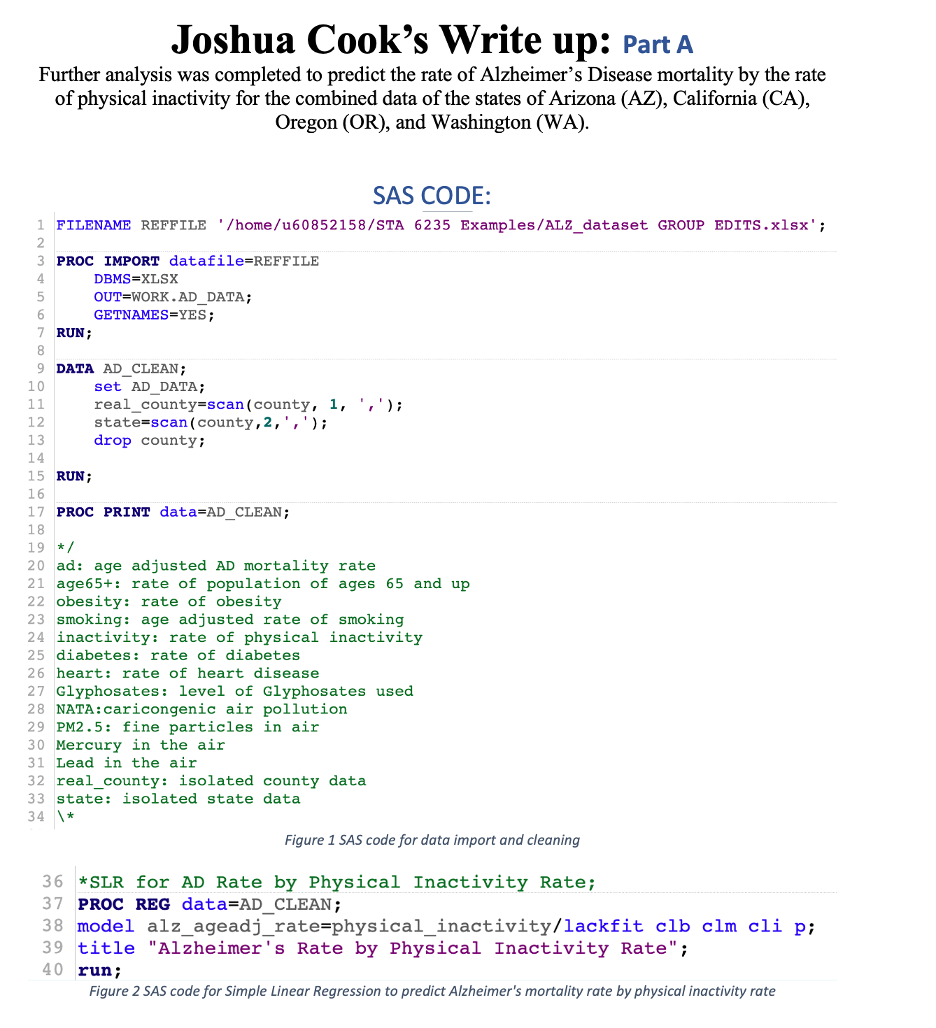 Joshua Cook’s Write up: Part A
Further analysis was completed to predict the rate of Alzheimer’s Disease mortality by the rate
of physical inactivity for the combined data of the states of Arizona (AZ), California (CA),
Oregon (OR), and Washington (WA).
SAS CODE:
1 FILENAME REFFILE '/home/u60852158/STA 6235 Examples/ALZ_dataset GROUP EDITS.xlsx';
2
3 PROC IMPORT datafile=REFFILE
4 DBMS=XLSX
5 OUT=WORK.AD_DATA;
6 GETNAMES=YES;
7 RUN;
8
9 DATA AD_CLEAN;
10 set AD_DATA;
11 real_county=scan(county, 1, ',');
12 state=scan(county,2,',');
13 drop county;
14
15 RUN;
16
17 PROC PRINT data=AD_CLEAN;
18
19 */
20 ad: age adjusted AD mortality rate
21 age65+: rate of population of ages 65 and up
22 obesity: rate of obesity
23 smoking: age adjusted rate of smoking
24 inactivity: rate of physical inactivity
25 diabetes: rate of diabetes
26 heart: rate of heart disease
27 Glyphosates: level of Glyphosates used
28 NATA:caricongenic air pollution
29 PM2.5: fine particles in air
30 Mercury in the air
31 Lead in the air
32 real_county: isolated county data
33 state: isolated state data
34 \*
Figure 1 SAS code for data import and cleaning
36 *SLR for AD Rate by Physical Inactivity Rate;
37 PROC REG data=AD_CLEAN;
38 model alz_ageadj_rate=physical_inactivity/lackfit clb clm cli p;
39 title "Alzheimer's Rate by Physical Inactivity Rate";
40 run;
Figure 2 SAS code for Simple Linear Regression to predict Alzheimer's mortality rate by physical inactivity rate